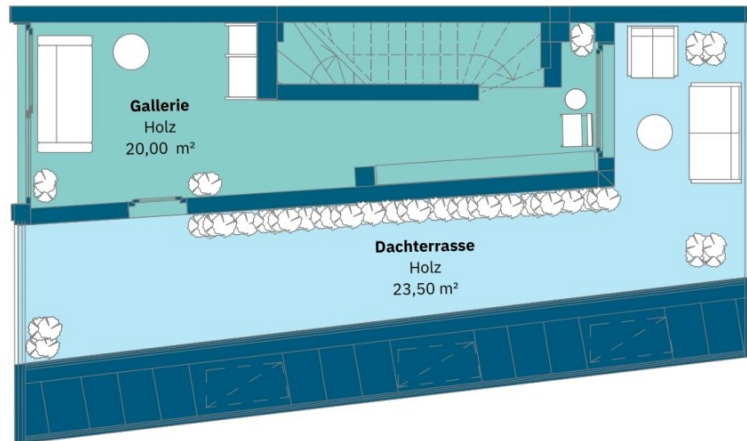 Gallerie
Holz
20,00 m²
Dachterrasse
Holz
23,50 m²